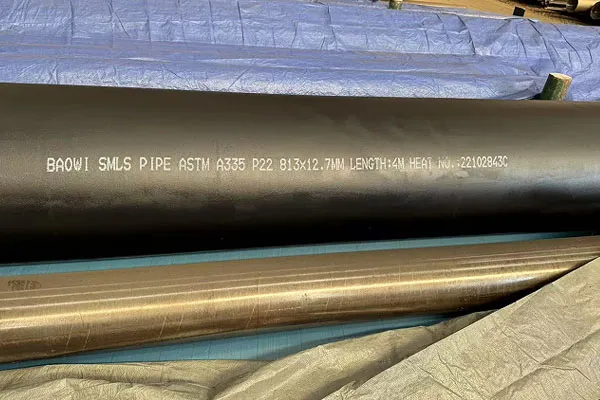 BAOWI SMLS PIPE ASTM A335 P22 813x12.7MM LENGTH:4M HEAT NO.:22102843C